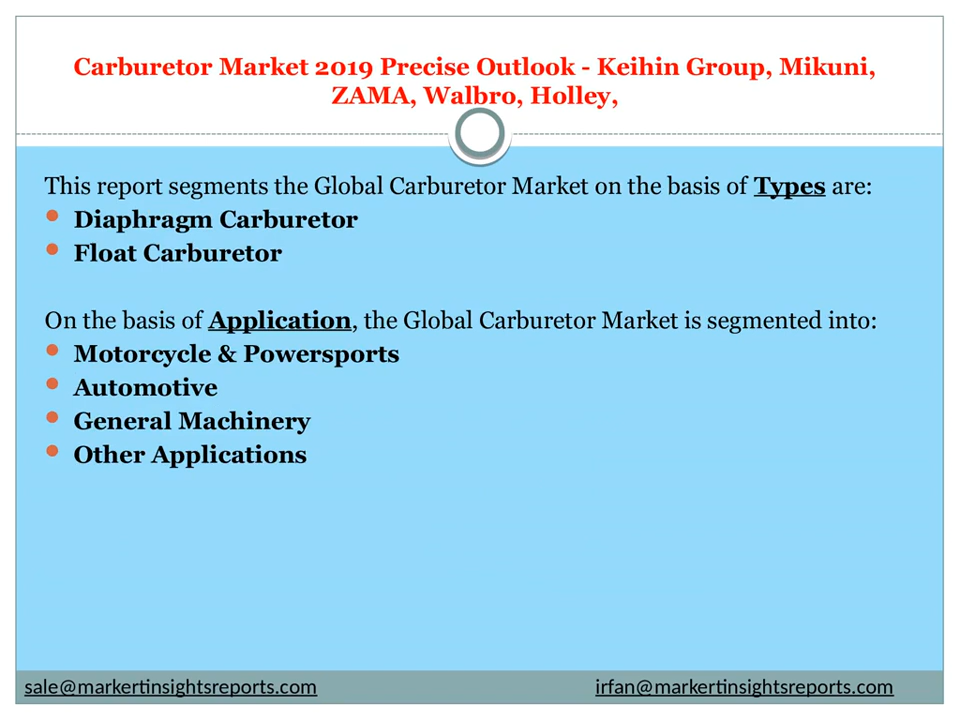 Carburetor Market 2019 Precise Outlook - Keihin Group, Mikuni,
ZAMA, Walbro, Holley,
This report segments the Global Carburetor Market on the basis of Types are:
Diaphragm Carburetor
Float Carburetor
On the basis of Application, the Global Carburetor Market is segmented into:
Motorcycle & Powersports
Automotive
General Machinery
Other Applications
sale@markertinsightsreports.com irfan@markertinsightsreports.com